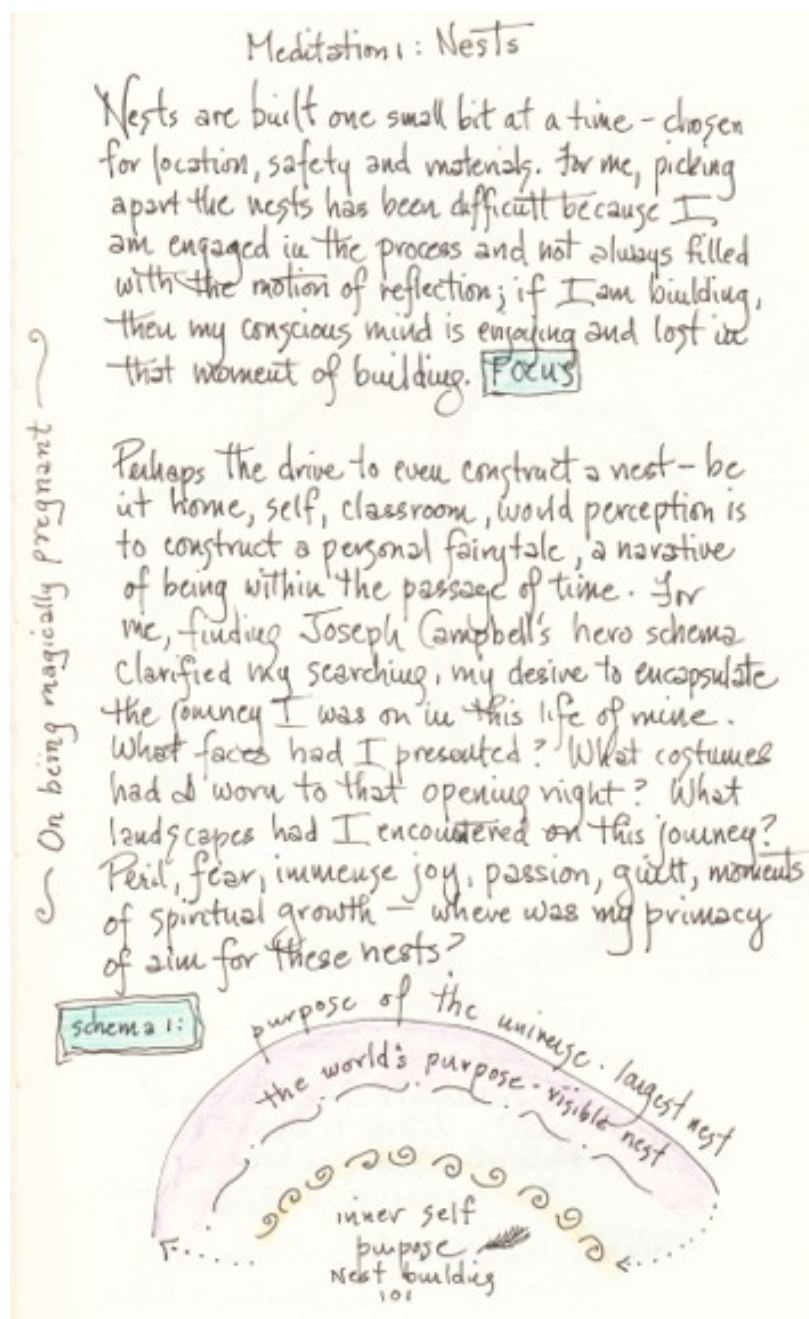 Meditation 1: Nests
Nests are built one small bit at a time - chosen
for location, safety and materials. For me, picking
apart the nests has been difficult because I
am engaged in the process and not always filled
with the motion of reflection; if I am building,
then my conscious mind is enjoying and lost in
that moment of building. FOCUS
On being magically pregnant
Perhaps the drive to even construct a nest - be
it home, self, classroom, world perception is
to construct a personal fairytale, a narative
of being within the passage of time. For
me, finding Joseph Campbell's hero schema
clarified my searching, my desire to encapsulate
the journey I was on in this life of mine.
What faces had I presented? What costumes
had I worn to that opening night? What
landscapes had I encountered on this journey?
Peril, fear, immense joy, passion, guilt, moments
of spiritual growth — where was my primacy
of aim for these nests?
schema 1:
purpose of the universe · largest nest
the world's purpose · visible nest
inner self
purpose
Nest building
101